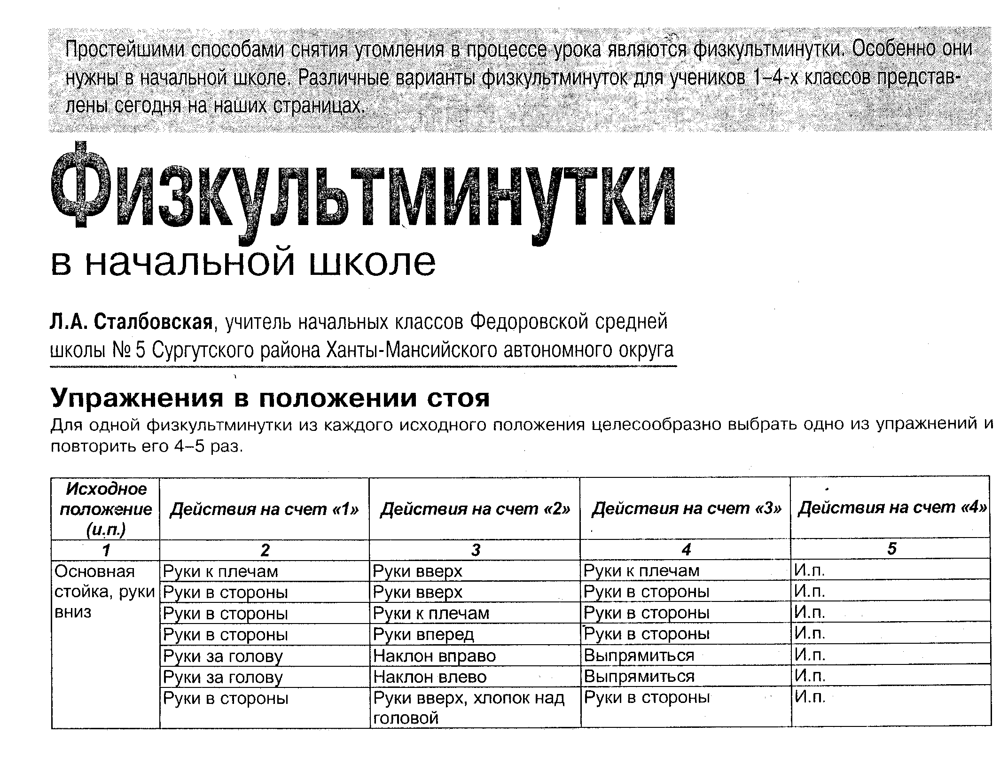 Простейшими способами снятия утомления в процессе урока являются физкультминутки. Особенно они
нужны в начальной школе. Различные варианты физкультминуток для учеников 1–4-х классов представ-
лены сегодня на наших страницах.
Физкультминутки
в начальной школе
Л.А. Сталбовская, учитель начальных классов Федоровской средней
школы № 5 Сургутского района Ханты-Мансийского автономного округа
Упражнения в положении стоя
Для одной физкультминутки из каждого исходного положения целесообразно выбрать одно из упражнений и
повторить его 4–5 раз.
Исходное положение (и.п.) Действия на счет «1» Действия на счет «2» Действия на счет «3» Действия на счет «4»
1 2 3 4 5
Основная стойка, руки вниз
Руки к плечам Руки вверх Руки к плечам И.п.
Руки в стороны Руки вверх Руки в стороны И.п.
Руки в стороны Руки к плечам Руки в стороны И.п.
Руки в стороны Руки вперед Руки в стороны И.п.
Руки за голову Наклон вправо Выпрямиться И.п.
Руки за голову Наклон влево Выпрямиться И.п.
Руки в стороны Руки вверх, хлопок над головой Руки в стороны И.п.